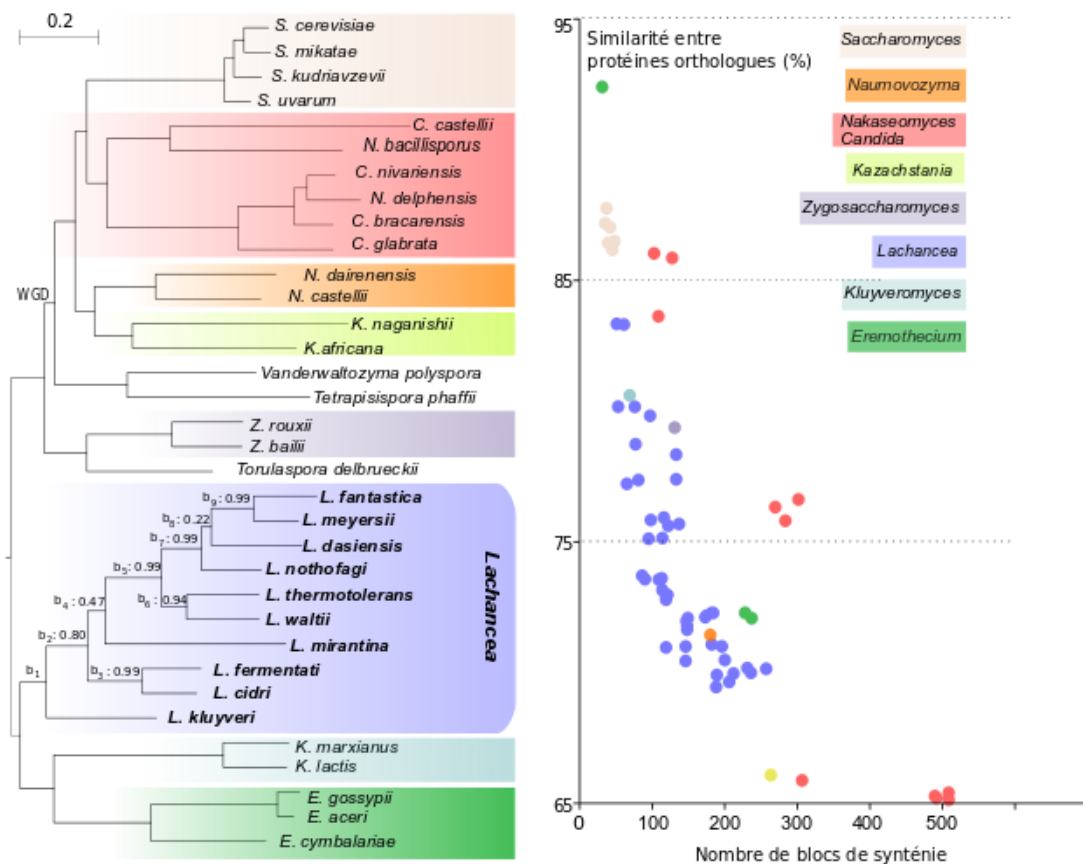 0.2
S. cerevisiae
S. mikatae
S. kudriavzevii
S. uvarum
C. castellii
N. bacillisporus
C. nivariensis
N. delphensis
C. bracarensis
C. glabrata
N. dairenensis
N. castellii
WGD
K. naganishii
K.africana
Vanderwaltozyma polyspora
Tetrapisispora phaffii
Z. rouxii
Z. bailii
Torulaspora delbrueckii
b9: 0.99
L. fantastica
b8: 0.22
L. meyersii
b7: 0.99
L. dasiensis
b5: 0.99
L. nothofagi
b6: 0.94
L. thermotolerans
L. waltii
b4: 0.47
b2: 0.80
L. mirantina
b1
b3: 0.99
L. fermentati
L. cidri
L. kluyveri
Lachancea
K. marxianus
K. lactis
E. gossypii
E. aceri
E. cymbalariae
95
Similarité entre
protéines orthologues (%)
85
75
65
Saccharomyces
Naumovozyma
Nakaseomyces
Candida
Kazachstania
Zygosaccharomyces
Lachancea
Kluyveromyces
Eremothecium
0 100 200 300 400 500
Nombre de blocs de synténie